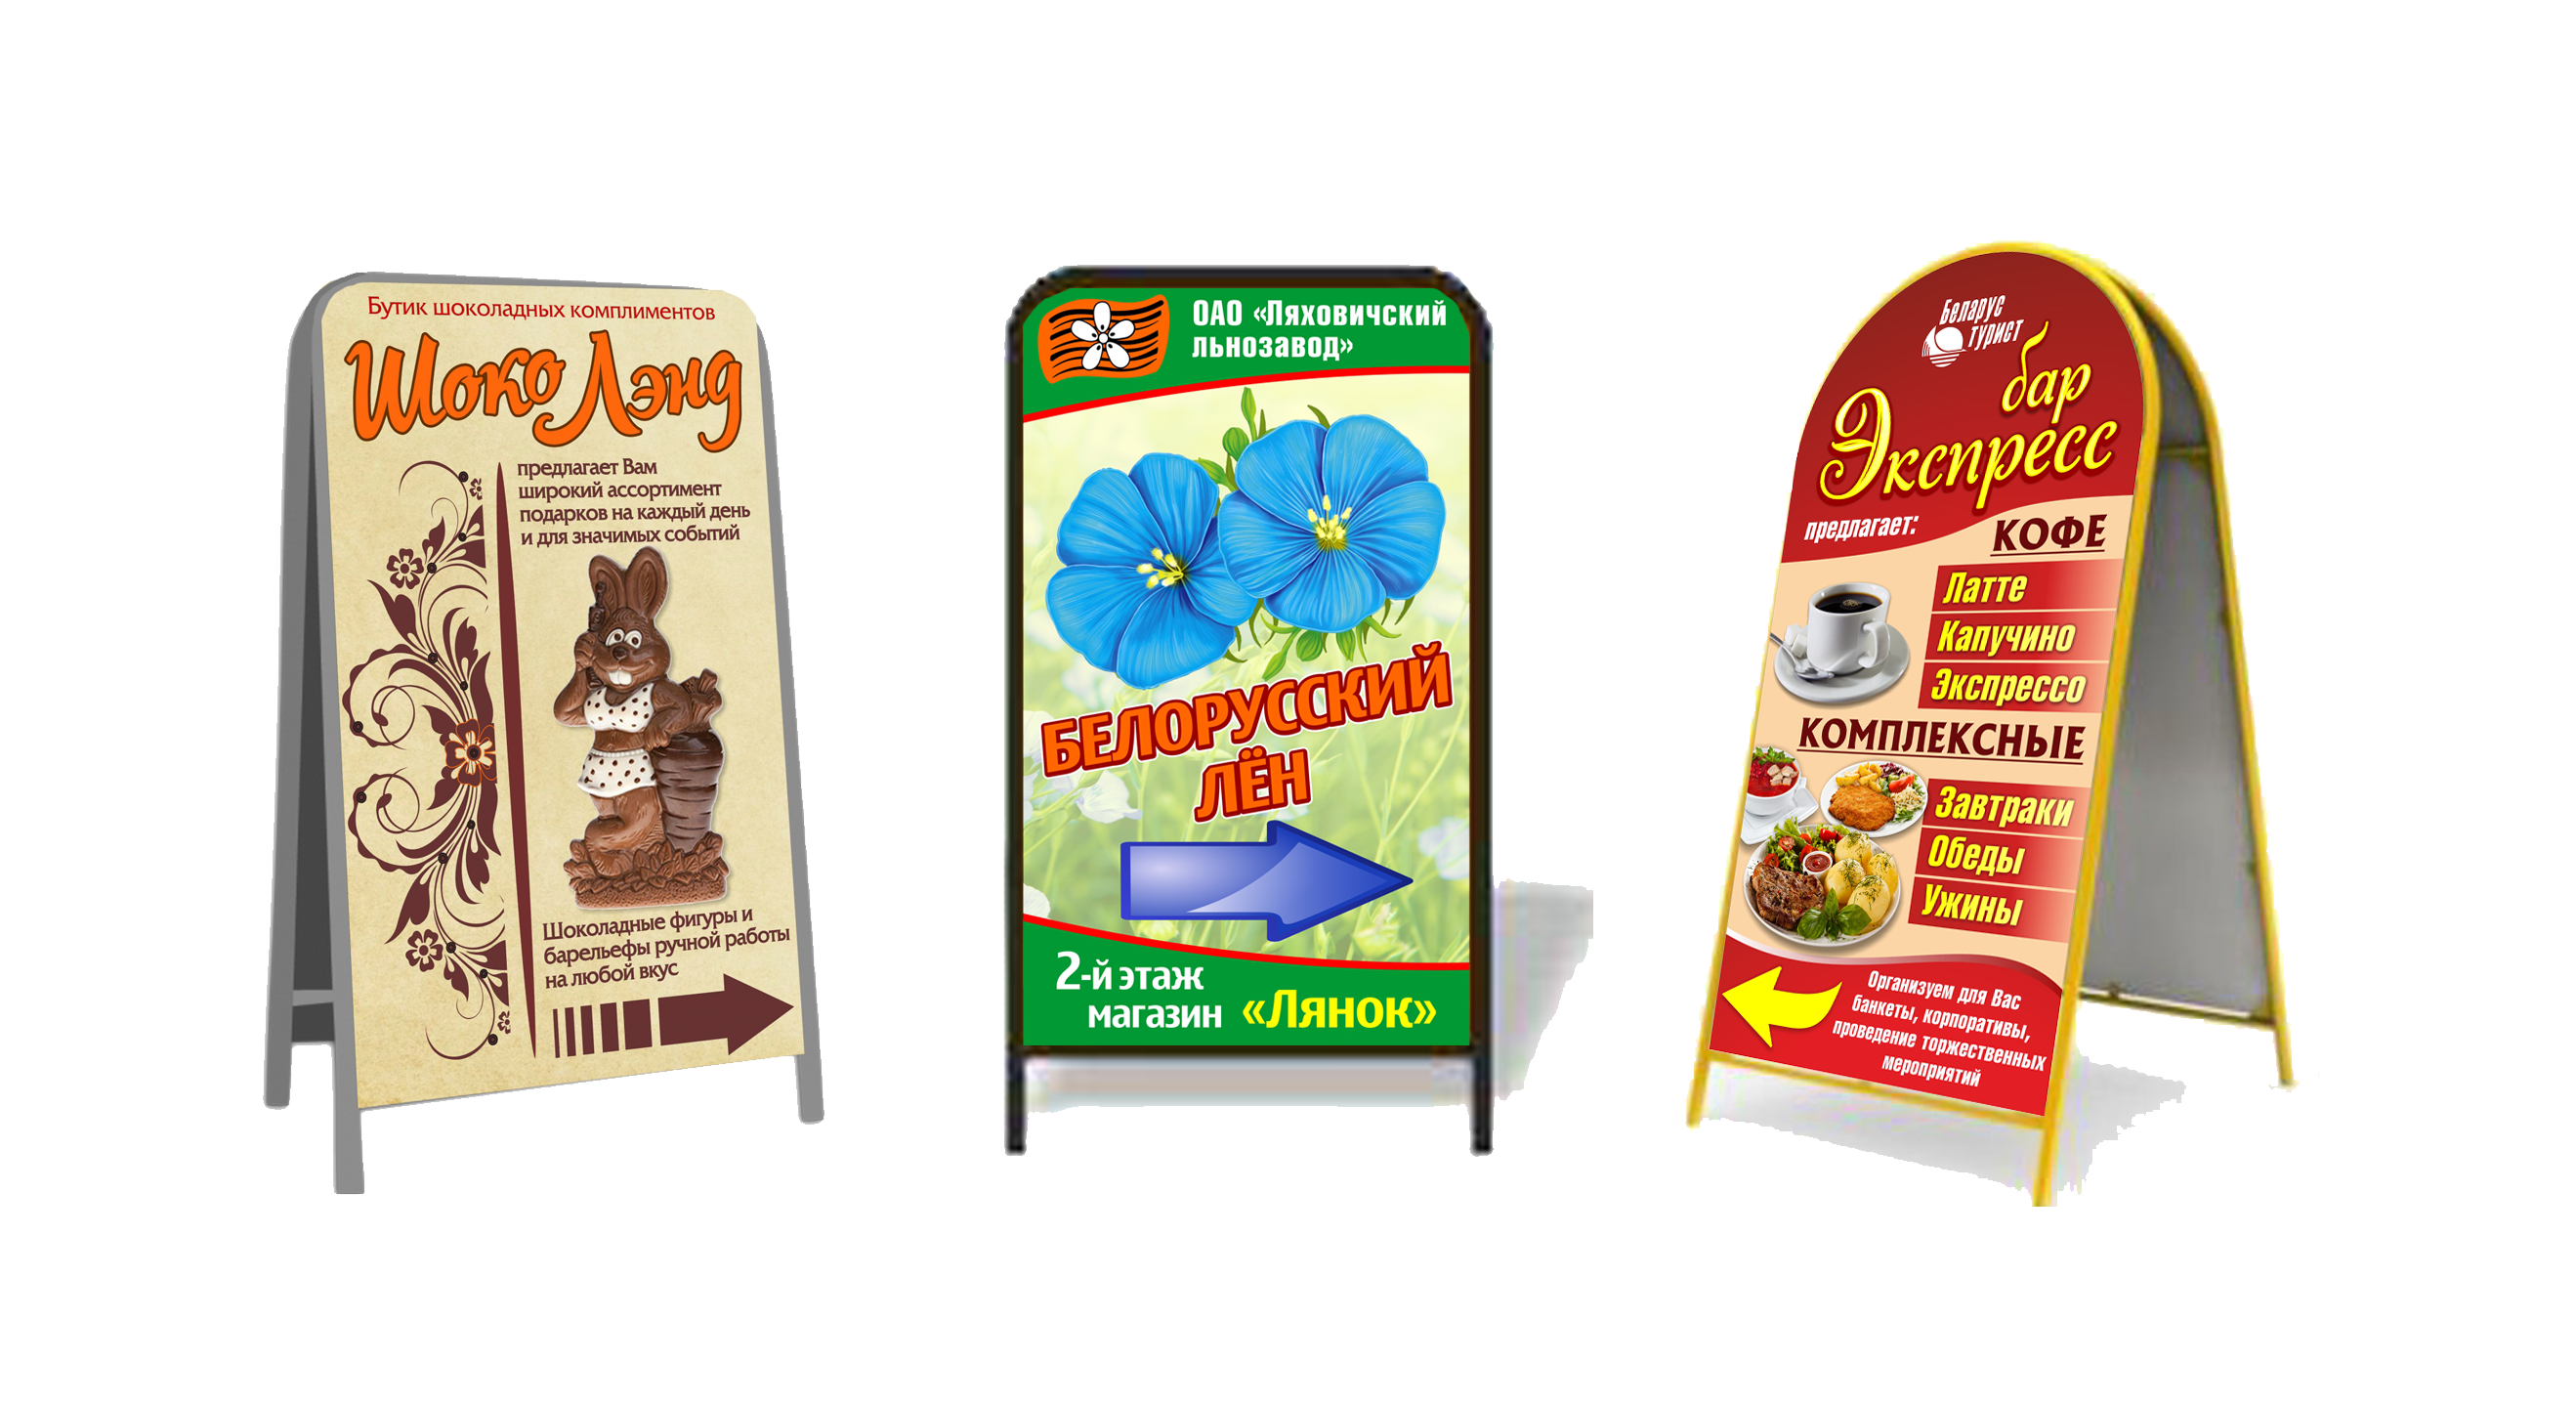 Бутик шоколадных комплиментов
ШокоЛэнд
предлагает Вам
широкий ассортимент
подарков на каждый день
и для значимых событий
Шоколадные фигуры и
барельефы ручной работы
на любой вкус
ОАО «Ляховичский
льнозавод»
БЕЛОРУССКИЙ
ЛЁН
2-й этаж
магазин «Лянок»
Беларус
турист
бар
Экспресс
предлагает:
КОФЕ
Латте
Капучино
Экспрессо
КОМПЛЕКСНЫЕ
Завтраки
Обеды
Ужины
Организуем для Вас
банкеты, корпоративы,
проведение торжественных
мероприятий